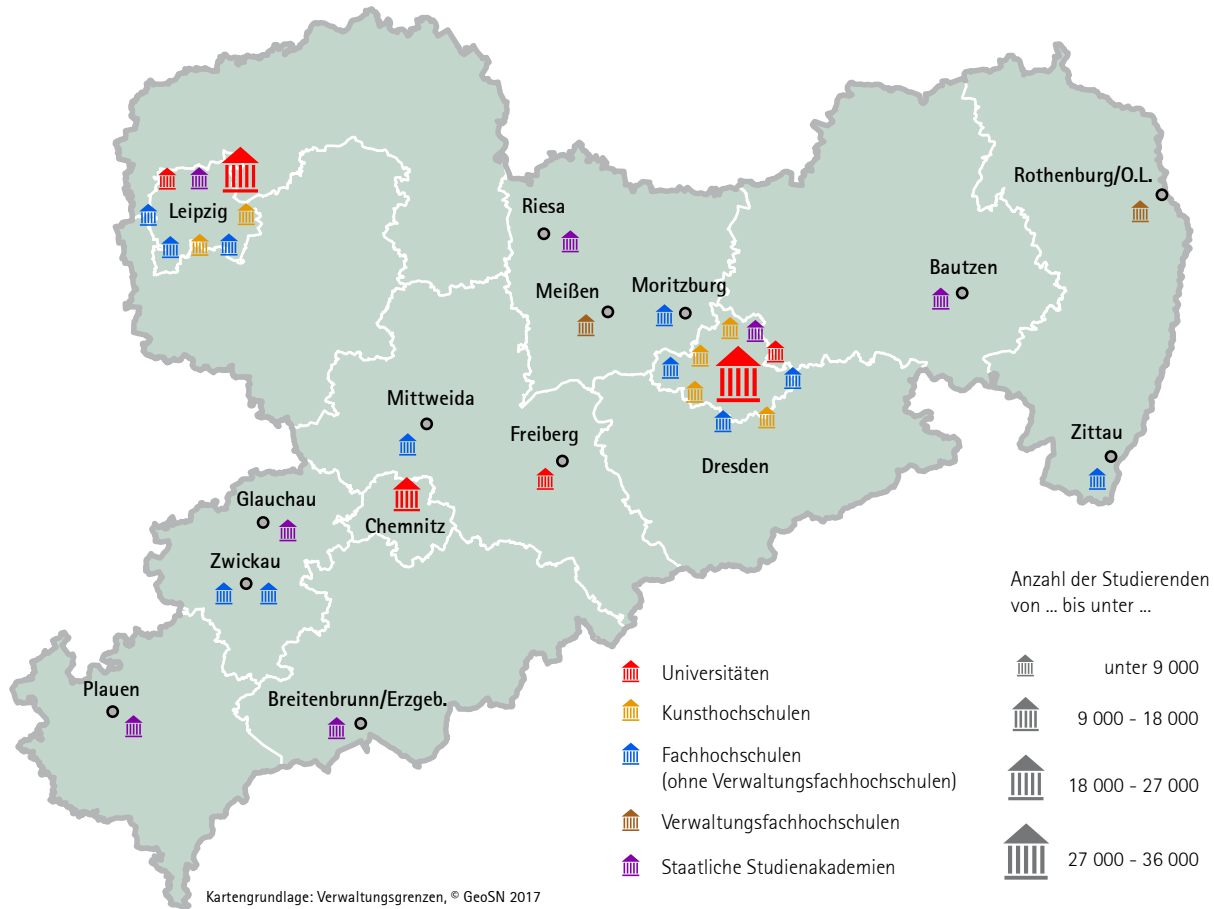 Rothenburg/O.L.
Riesa
Leipzig
Bautzen
Meißen
Moritzburg
Mittweida
Freiberg
Zittau
Dresden
Glauchau
Chemnitz
Zwickau
Plauen
Breitenbrunn/Erzgeb.
Anzahl der Studierenden
von ... bis unter ...
unter 9 000
9 000 - 18 000
18 000 - 27 000
27 000 - 36 000
Universitäten
Kunsthochschulen
Fachhochschulen
(ohne Verwaltungsfachhochschulen)
Verwaltungsfachhochschulen
Staatliche Studienakademien
Kartengrundlage: Verwaltungsgrenzen, © GeoSN 2017